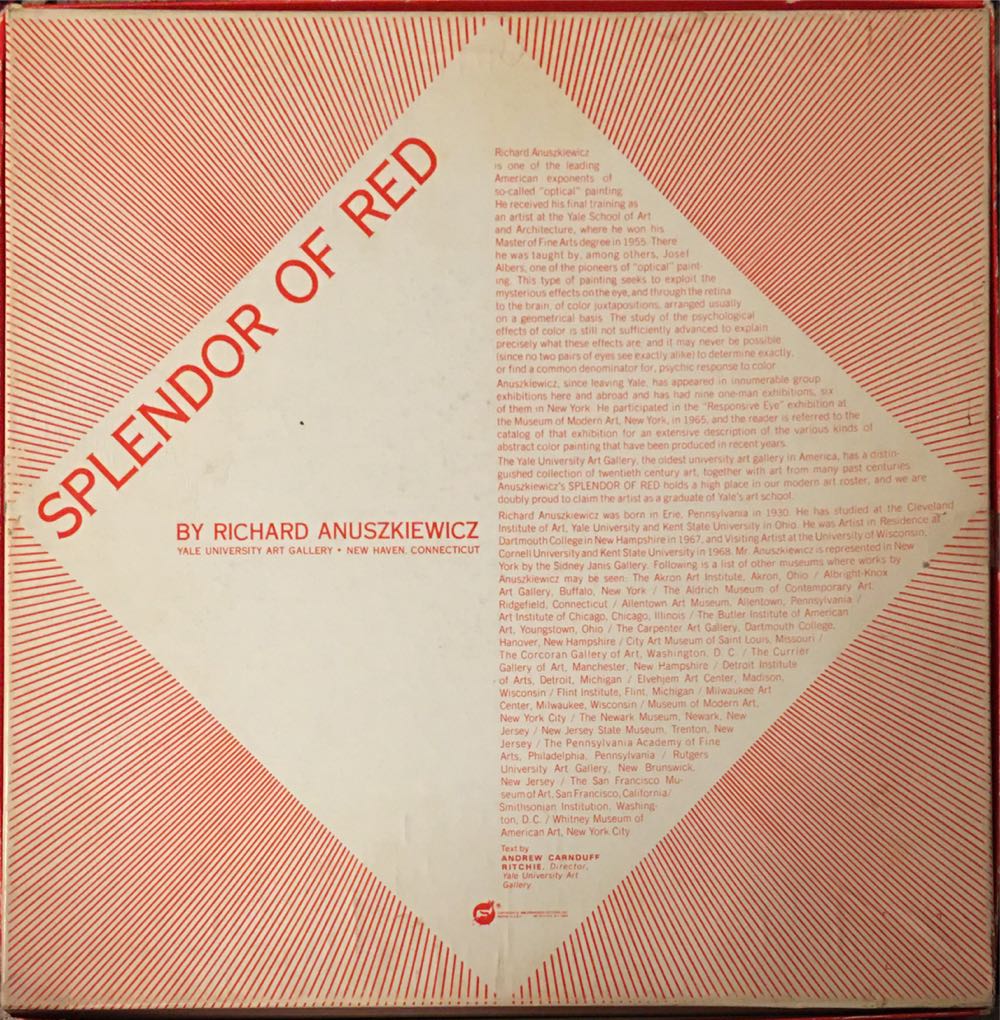 SPLENDOR OF RED
BY RICHARD ANUSZKIEWICZ
YALE UNIVERSITY ART GALLERY • NEW HAVEN, CONNECTICUT
Richard Anuszkiewicz
is one of the leading
American exponents of
so-called "optical" painting.
He received his final training as
an artist at the Yale School of Art
and Architecture, where he won his
Master of Fine Arts degree in 1955. There
he was taught by, among others, Josef
Albers, one of the pioneers of "optical" paint-
ing. This type of painting seeks to exploit the
mysterious effects on the eye, and through the retina
to the brain, of color juxtapositions, arranged usually
on a geometrical basis. The study of the psychological
effects of color is still not sufficiently advanced to explain
precisely what these effects are, and it may never be possible
(since no two pairs of eyes see exactly alike) to determine exactly,
or find a common denominator for, psychic response to color.
Anuszkiewicz, since leaving Yale, has appeared in innumerable group
exhibitions here and abroad and has had nine one-man exhibitions, six
of them in New York. He participated in the "Responsive Eye" exhibition at
the Museum of Modern Art, New York, in 1965, and the reader is referred to the
catalog of that exhibition for an extensive description of the various kinds of
abstract color painting that have been produced in recent years.
The Yale University Art Gallery, the oldest university art gallery in America, has a distin-
guished collection of twentieth century art, together with art from many past centuries.
Anuszkiewicz's SPLENDOR OF RED holds a high place in our modern art roster, and we are
doubly proud to claim the artist as a graduate of Yale's art school.
Richard Anuszkiewicz was born in Erie, Pennsylvania in 1930. He has studied at the Cleveland
Institute of Art, Yale University and Kent State University in Ohio. He was Artist in Residence at
Dartmouth College in New Hampshire in 1967, and Visiting Artist at the University of Wisconsin,
Cornell University and Kent State University in 1968. Mr. Anuszkiewicz is represented in New
York by the Sidney Janis Gallery. Following is a list of other museums where works by
Anuszkiewicz may be seen: The Akron Art Institute, Akron, Ohio / Albright-Knox
Art Gallery, Buffalo, New York / The Aldrich Museum of Contemporary Art,
Ridgefield, Connecticut / Allentown Art Museum, Allentown, Pennsylvania /
Art Institute of Chicago, Chicago, Illinois / The Butler Institute of American
Art, Youngstown, Ohio / The Carpenter Art Gallery, Dartmouth College,
Hanover, New Hampshire / City Art Museum of Saint Louis, Missouri /
The Corcoran Gallery of Art, Washington, D. C. / The Currier
Gallery of Art, Manchester, New Hampshire / Detroit Institute
of Arts, Detroit, Michigan / Elvehjem Art Center, Madison,
Wisconsin / Flint Institute, Flint, Michigan / Milwaukee Art
Center, Milwaukee, Wisconsin / Museum of Modern Art,
New York City / The Newark Museum, Newark, New
Jersey / New Jersey State Museum, Trenton, New
Jersey / The Pennsylvania Academy of Fine
Arts, Philadelphia, Pennsylvania / Rutgers
University Art Gallery, New Brunswick,
New Jersey / The San Francisco Mu-
seum of Art, San Francisco, California/
Smithsonian Institution, Washing-
ton, D.C. / Whitney Museum of
American Art, New York City
Text by
ANDREW CARNDUFF
RITCHIE, Director,
Yale University Art
Gallery.